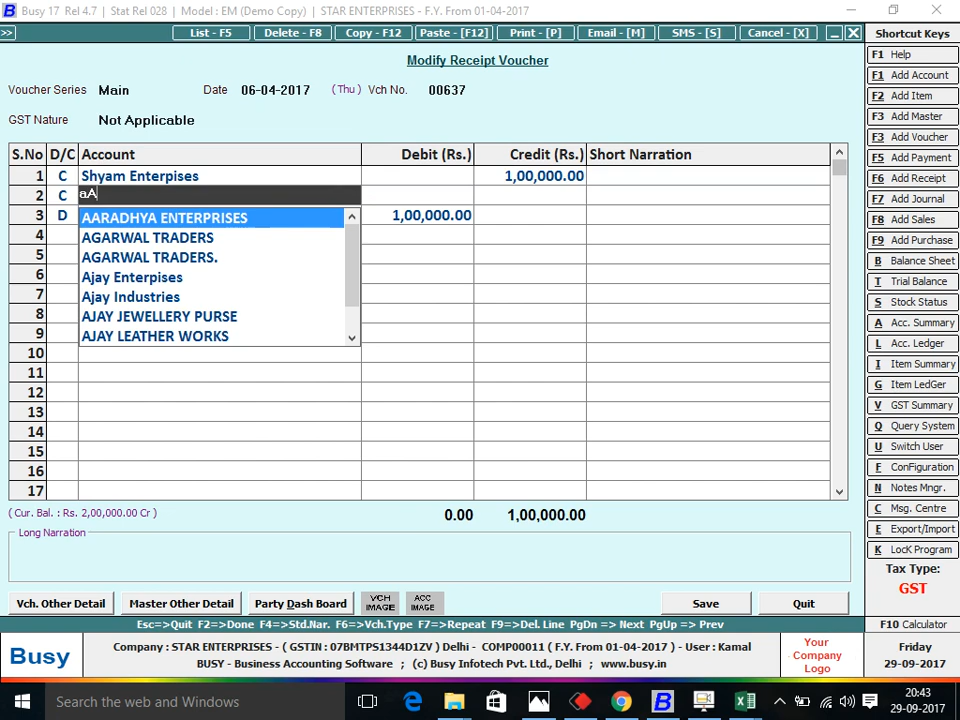 Busy 17 Rel 4.7 | Stat Rel 028 | Model : EM (Demo Copy) | STAR ENTERPRISES - F.Y. From 01-04-2017
>> List - F5 Delete - F8 Copy - F12 Paste - [F12] Print - [P] Email - [M] SMS - [S] Cancel - [X]
Shortcut Keys
Modify Receipt Voucher
Voucher Series Main Date 06-04-2017 (Thu) Vch No. 00637
GST Nature Not Applicable
S.No D/C Account Debit (Rs.) Credit (Rs.) Short Narration
1 C Shyam Enterpises 1,00,000.00
2 C aA
3 D AARADHYA ENTERPRISES 1,00,000.00
4 AGARWAL TRADERS
5 AGARWAL TRADERS.
6 Ajay Enterpises
7 Ajay Industries
8 AJAY JEWELLERY PURSE
9 AJAY LEATHER WORKS
10
11
12
13
14
15
16
17
( Cur. Bal. : Rs. 2,00,000.00 Cr ) 0.00 1,00,000.00
Long Narration
Vch. Other Detail Master Other Detail Party Dash Board VCH IMAGE ACC IMAGE Save Quit
Esc=>Quit F2=>Done F4=>Std.Nar. F6=>Vch.Type F7=>Repeat F9=>Del. Line PgDn => Next PgUp => Prev
F1 Help
F1 Add Account
F2 Add Item
F3 Add Master
F3 Add Voucher
F5 Add Payment
F6 Add Receipt
F7 Add Journal
F8 Add Sales
F9 Add Purchase
B Balance Sheet
T Trial Balance
S Stock Status
A Acc. Summary
L Acc. Ledger
I Item Summary
G Item LedGer
V GST Summary
Q Query System
U Switch User
F ConFiguration
N Notes Mngr.
C Msg. Centre
E Export/Import
K LocK Program
Tax Type:
GST
F10 Calculator
Busy
Company : STAR ENTERPRISES - ( GSTIN : 07BMTPS1344D1ZV ) Delhi - COMP00011 ( F.Y. From 01-04-2017 ) - User : Kamal
BUSY - Business Accounting Software ; (c) Busy Infotech Pvt. Ltd., Delhi ; www.busy.in
Your
Company
Logo
Friday
29-09-2017
Search the web and Windows
20:43
29-09-2017